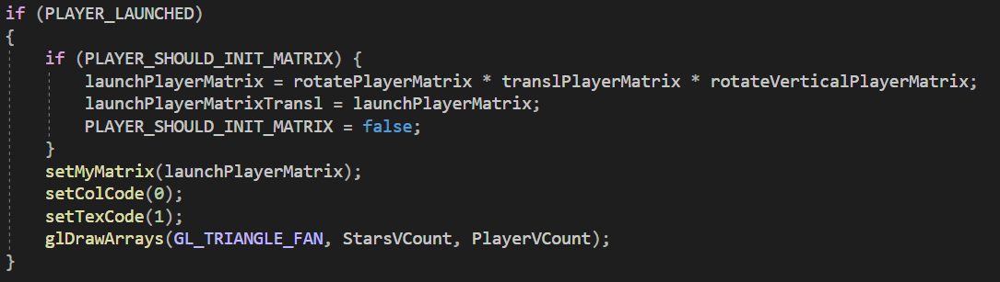 if (PLAYER_LAUNCHED)
{
    if (PLAYER_SHOULD_INIT_MATRIX) {
        launchPlayerMatrix = rotatePlayerMatrix * translPlayerMatrix * rotateVerticalPlayerMatrix;
        launchPlayerMatrixTransl = launchPlayerMatrix;
        PLAYER_SHOULD_INIT_MATRIX = false;
    }
    setMyMatrix(launchPlayerMatrix);
    setColCode(0);
    setTexCode(1);
    glDrawArrays(GL_TRIANGLE_FAN, StarsVCount, PlayerVCount);
}